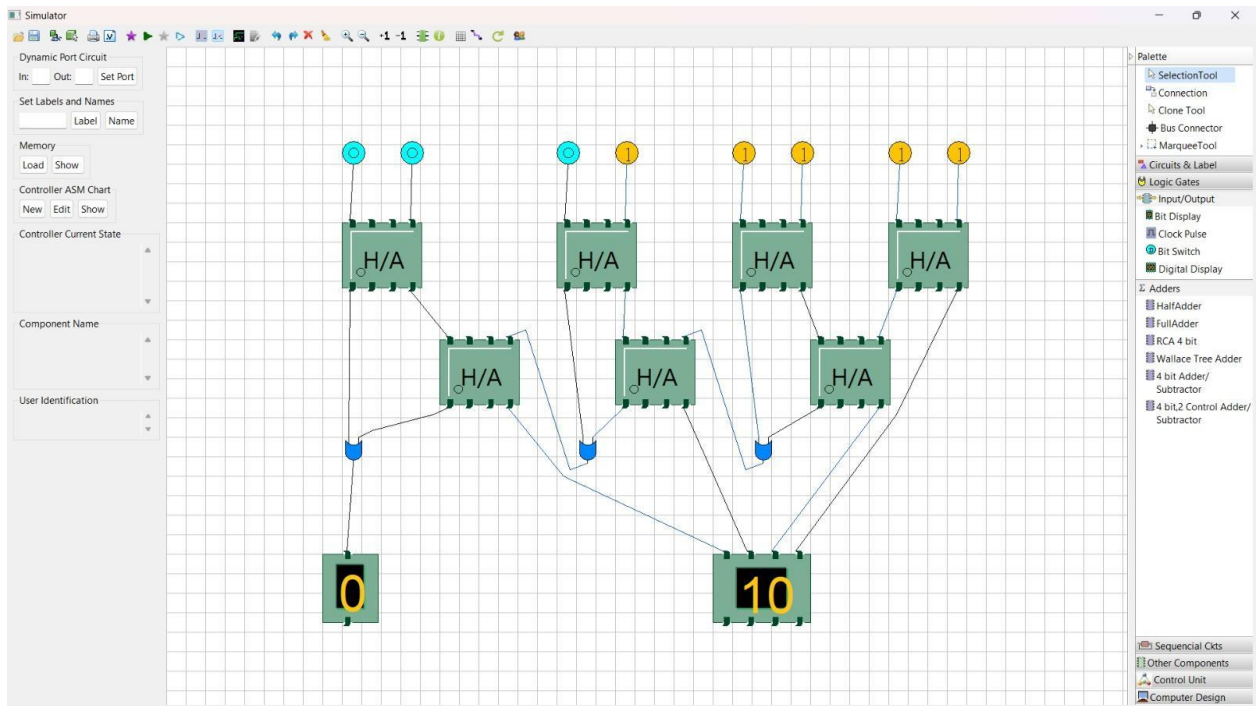 Simulator
+1 -1
Dynamic Port Circuit
In: Out: Set Port
Set Labels and Names
Label Name
Memory
Load Show
Controller ASM Chart
New Edit Show
Controller Current State
Component Name
User Identification
0 0 0 1 1 1 1 1
H/A H/A H/A H/A
H/A H/A H/A
0 10
Palette
SelectionTool
Connection
Clone Tool
Bus Connector
MarqueeTool
Circuits & Label
Logic Gates
Input/Output
Bit Display
Clock Pulse
Bit Switch
Digital Display
Σ Adders
HalfAdder
FullAdder
RCA 4 bit
Wallace Tree Adder
4 bit Adder/
Subtractor
4 bit,2 Control Adder/
Subtractor
Sequencial Ckts
Other Components
Control Unit
Computer Design